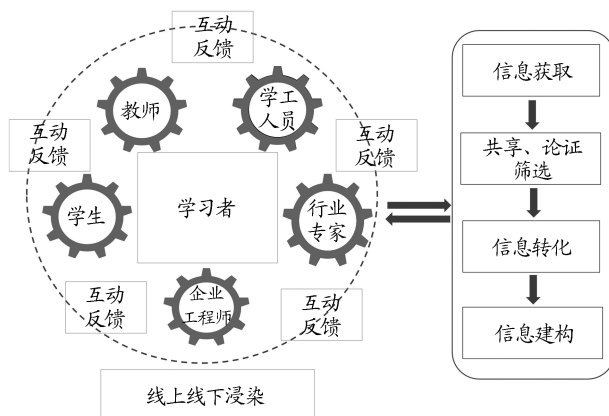 互动
反馈
教师
学工
人员
互动
反馈
互动
反馈
学生
学习者
行业
专家
互动
反馈
企业
工程师
互动
反馈
线上线下浸染
信息获取
共享、论证
筛选
信息转化
信息建构